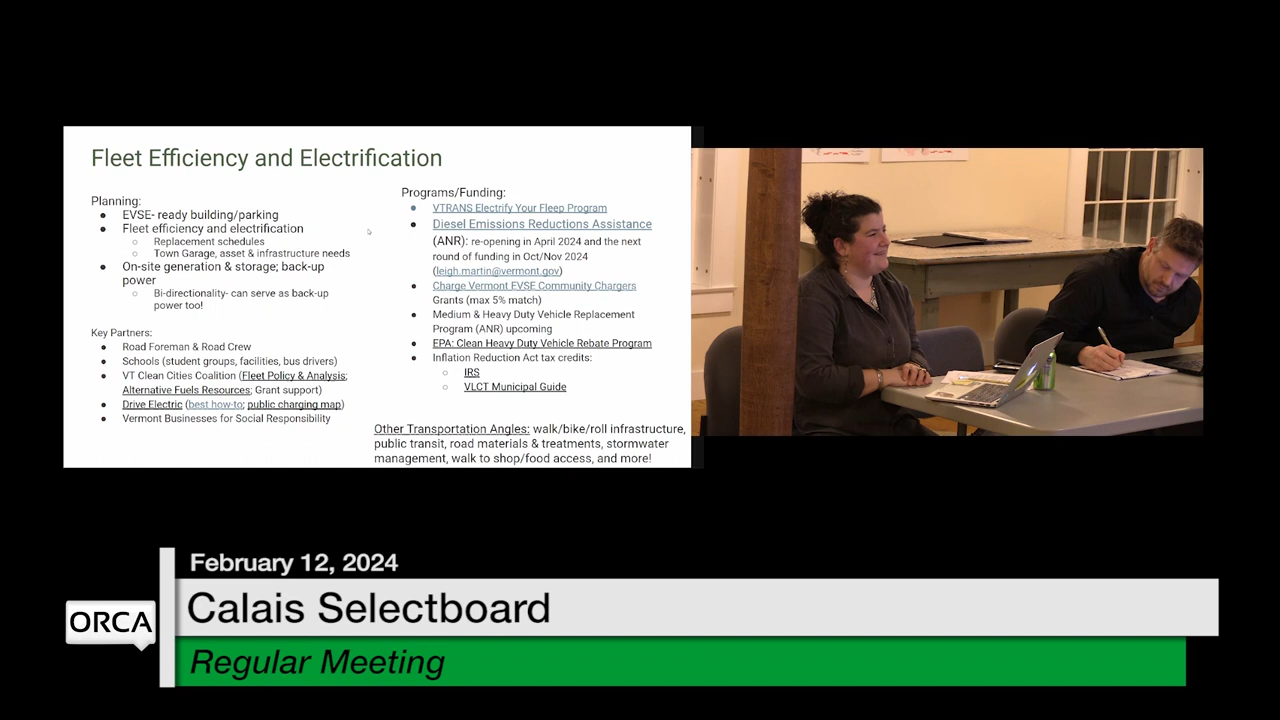 Fleet Efficiency and Electrification
Planning:
● EVSE- ready building/parking
● Fleet efficiency and electrification
○ Replacement schedules
○ Town Garage, asset & infrastructure needs
● On-site generation & storage; back-up
power
○ Bi-directionality- can serve as back-up
power too!
Key Partners:
● Road Foreman & Road Crew
● Schools (student groups, facilities, bus drivers)
● VT Clean Cities Coalition (Fleet Policy & Analysis;
Alternative Fuels Resources; Grant support)
● Drive Electric (best how-to; public charging map)
● Vermont Businesses for Social Responsibility
Programs/Funding:
● VTRANS Electrify Your Fleep Program
● Diesel Emissions Reductions Assistance
(ANR): re-opening in April 2024 and the next
round of funding in Oct/Nov 2024
(leigh.martin@vermont.gov)
● Charge Vermont EVSE Community Chargers
Grants (max 5% match)
● Medium & Heavy Duty Vehicle Replacement
Program (ANR) upcoming
● EPA: Clean Heavy Duty Vehicle Rebate Program
● Inflation Reduction Act tax credits:
○ IRS
○ VLCT Municipal Guide
Other Transportation Angles: walk/bike/roll infrastructure,
public transit, road materials & treatments, stormwater
management, walk to shop/food access, and more!
February 12, 2024
ORCA
Calais Selectboard
Regular Meeting